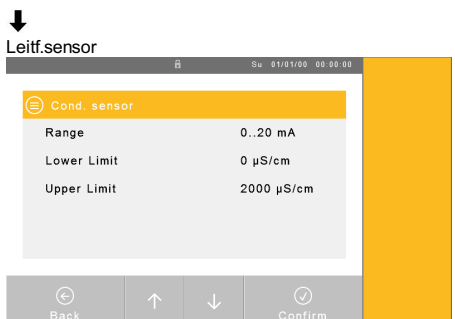 Leitf.sensor
Su 01/01/00 00:00:00
Cond. sensor
Range 0..20 mA
Lower Limit 0 µS/cm
Upper Limit 2000 µS/cm
Back Confirm